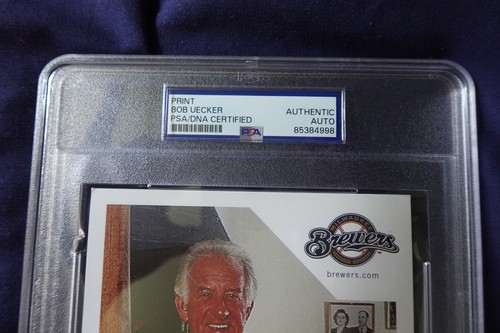 PRINT
BOB UECKER
PSA/DNA CERTIFIED
AUTHENTIC
AUTO
85384998
PSA
MILWAUKEE
Brewers
brewers.com